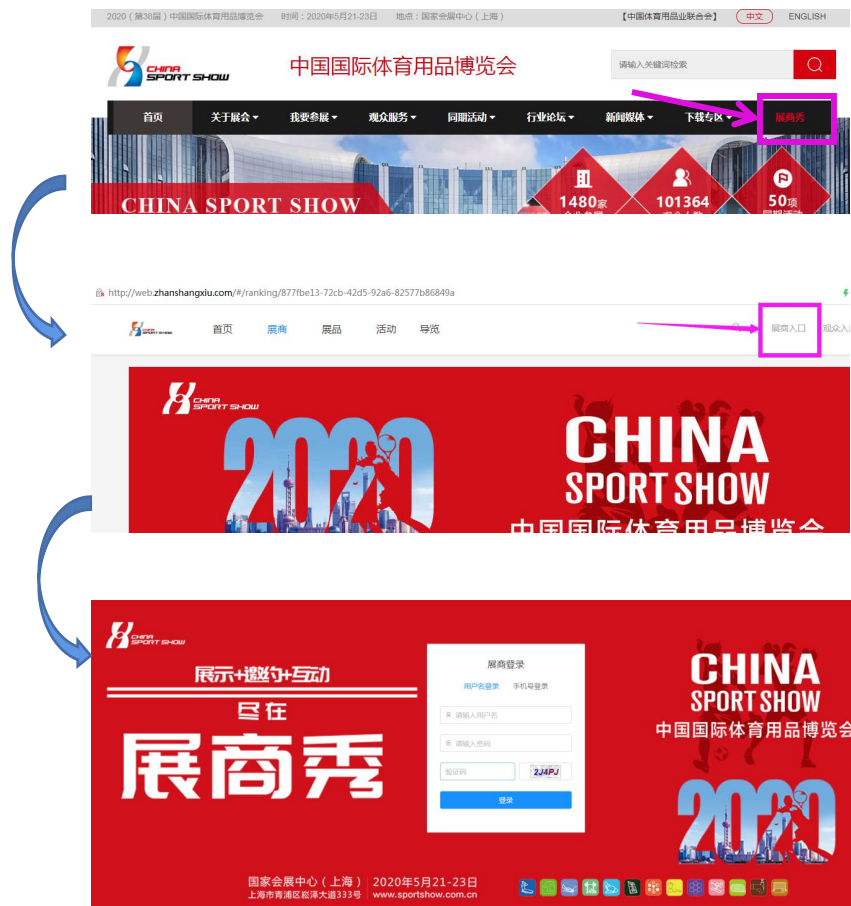 2020（第38届）中国国际体育用品博览会 时间：2020年5月21-23日 地点：国家会展中心（上海） 【中国体育用品业联合会】 中文 ENGLISH
CHINA
SPORT SHOW
中国国际体育用品博览会
请输入关键词检索
首页 关于展会 我要参展 观众服务 同期活动 行业论坛 新闻媒体 下载专区 展商秀
CHINA SPORT SHOW
1480家
101364
50项
http://web.zhanshangxiu.com/#/ranking/877fbe13-72cb-42d5-92a6-82577b86849a
首页 展商 展品 活动 导览 展商入口 观众入
CHINA
SPORT SHOW
2020
CHINA
SPORT SHOW
中国国际体育用品博览会
CHINA
SPORT SHOW
展示+邀约+互动
尽在
展商秀
展商登录
用户名登录 手机号登录
请输入用户名
请输入密码
验证码 2J4PJ
登录
CHINA
SPORT SHOW
中国国际体育用品博览会
2020
国家会展中心（上海） 2020年5月21-23日
上海市青浦区崧泽大道333号 www.sportshow.com.cn